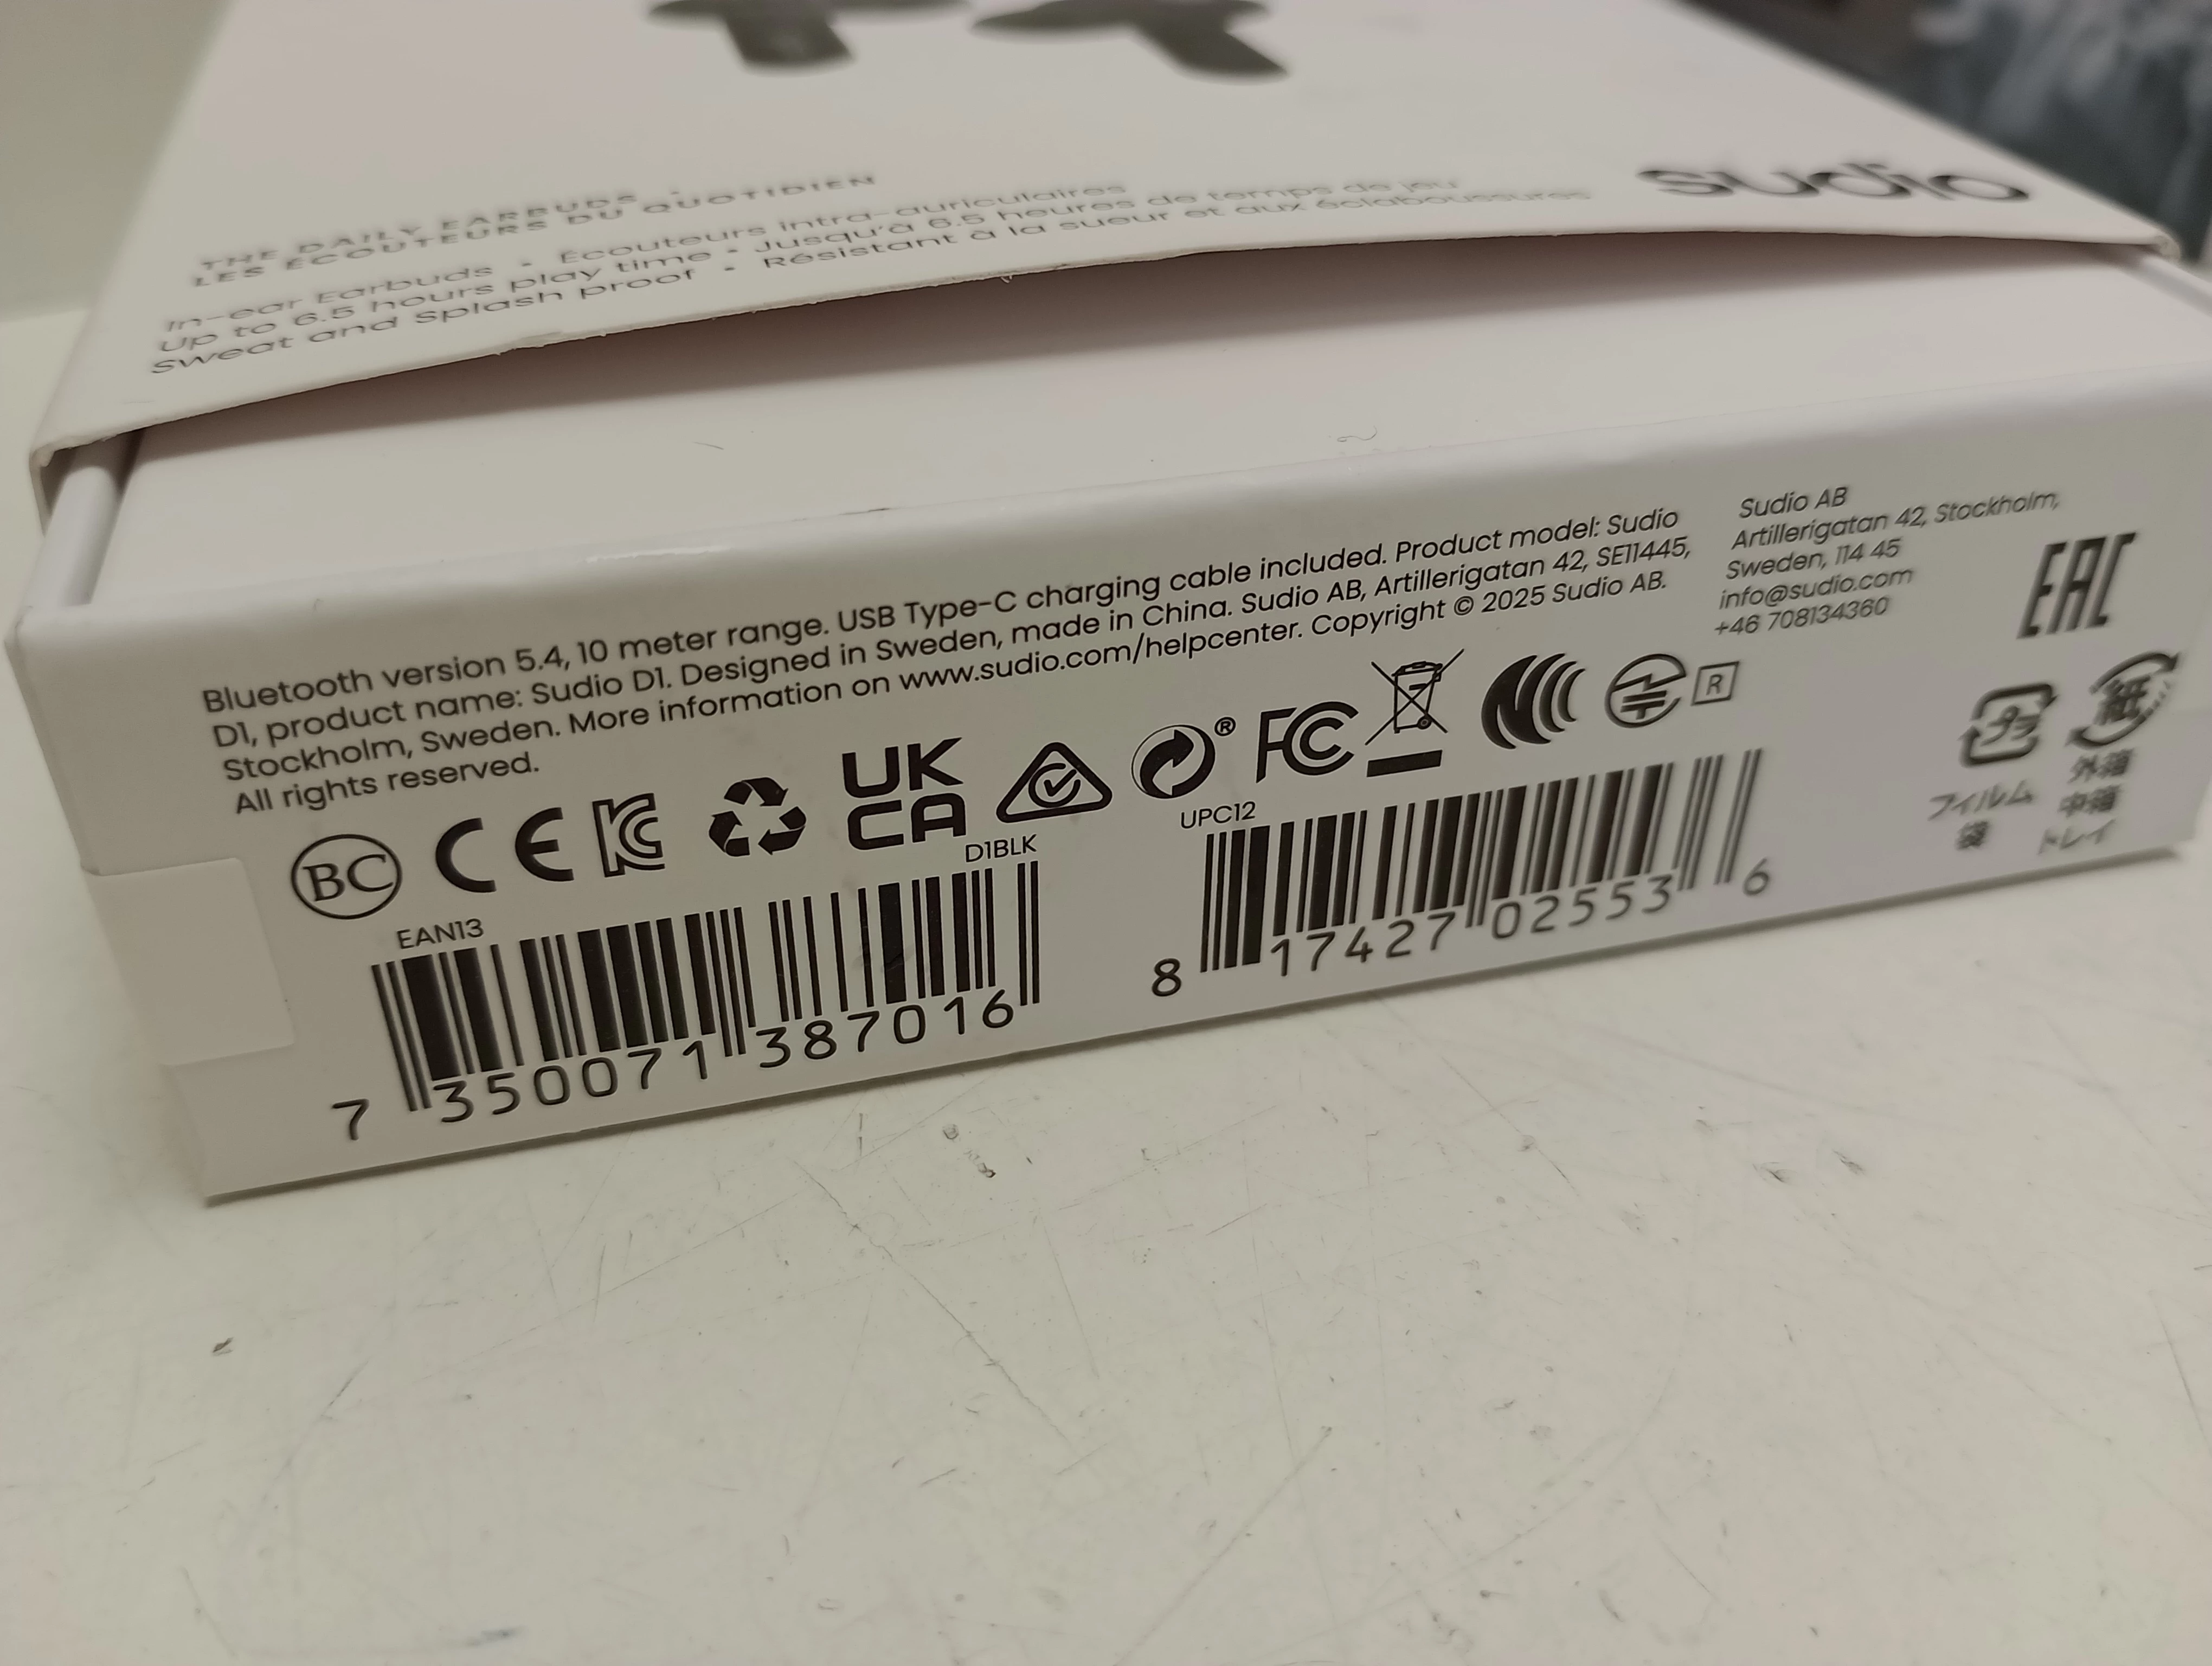 THE DAILY EARBUDS -
LES ÉCOUTEURS DU QUOTIDIEN
In-ear Earbuds - Écouteurs intra-auriculaires
Up to 6.5 hours play time - Jusqu'à 6.5 heures de temps de jeu
Sweat and Splash proof - Résistant à la sueur et aux éclaboussures
sudio
Bluetooth version 5.4, 10 meter range. USB Type-C charging cable included. Product model: Sudio
D1, product name: Sudio D1. Designed in Sweden, made in China. Sudio AB, Artillerigatan 42, SE11445,
Stockholm, Sweden. More information on www.sudio.com/helpcenter. Copyright © 2025 Sudio AB.
All rights reserved.
Sudio AB
Artillerigatan 42, Stockholm,
Sweden, 114 45
info@sudio.com
+46 708134360
EAC
BC CE KC UK CA ® FC R
プラ 紙
フィルム
袋
外箱
中箱
トレイ
EAN13 D1BLK
7 350071 387016
UPC12
8 17427 02553 6